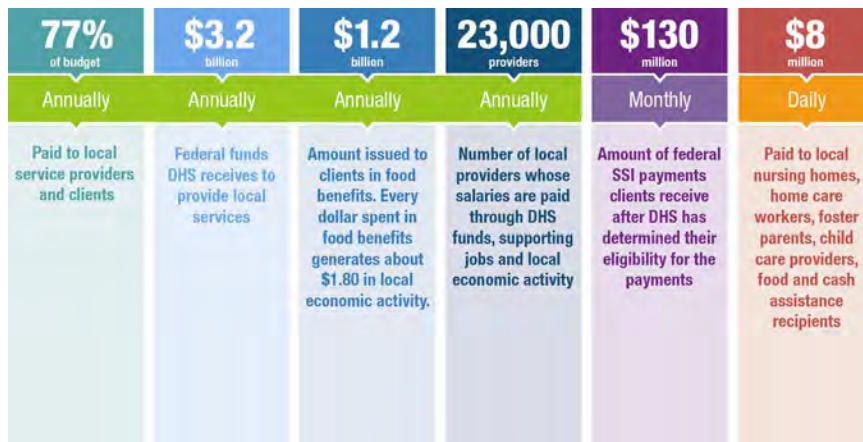 77%
of budget
Annually
Paid to local
service providers
and clients
$3.2
billion
Annually
Federal funds
DHS receives to
provide local
services
$1.2
billion
Annually
Amount issued to
clients in food
benefits. Every
dollar spent in
food benefits
generates about
$1.80 in local
economic activity.
23,000
providers
Annually
Number of local
providers whose
salaries are paid
through DHS
funds, supporting
jobs and local
economic activity
$130
million
Monthly
Amount of federal
SSI payments
clients receive
after DHS has
determined their
eligibility for the
payments
$8
million
Daily
Paid to local
nursing homes,
home care
workers, foster
parents, child
care providers,
food and cash
assistance
recipients